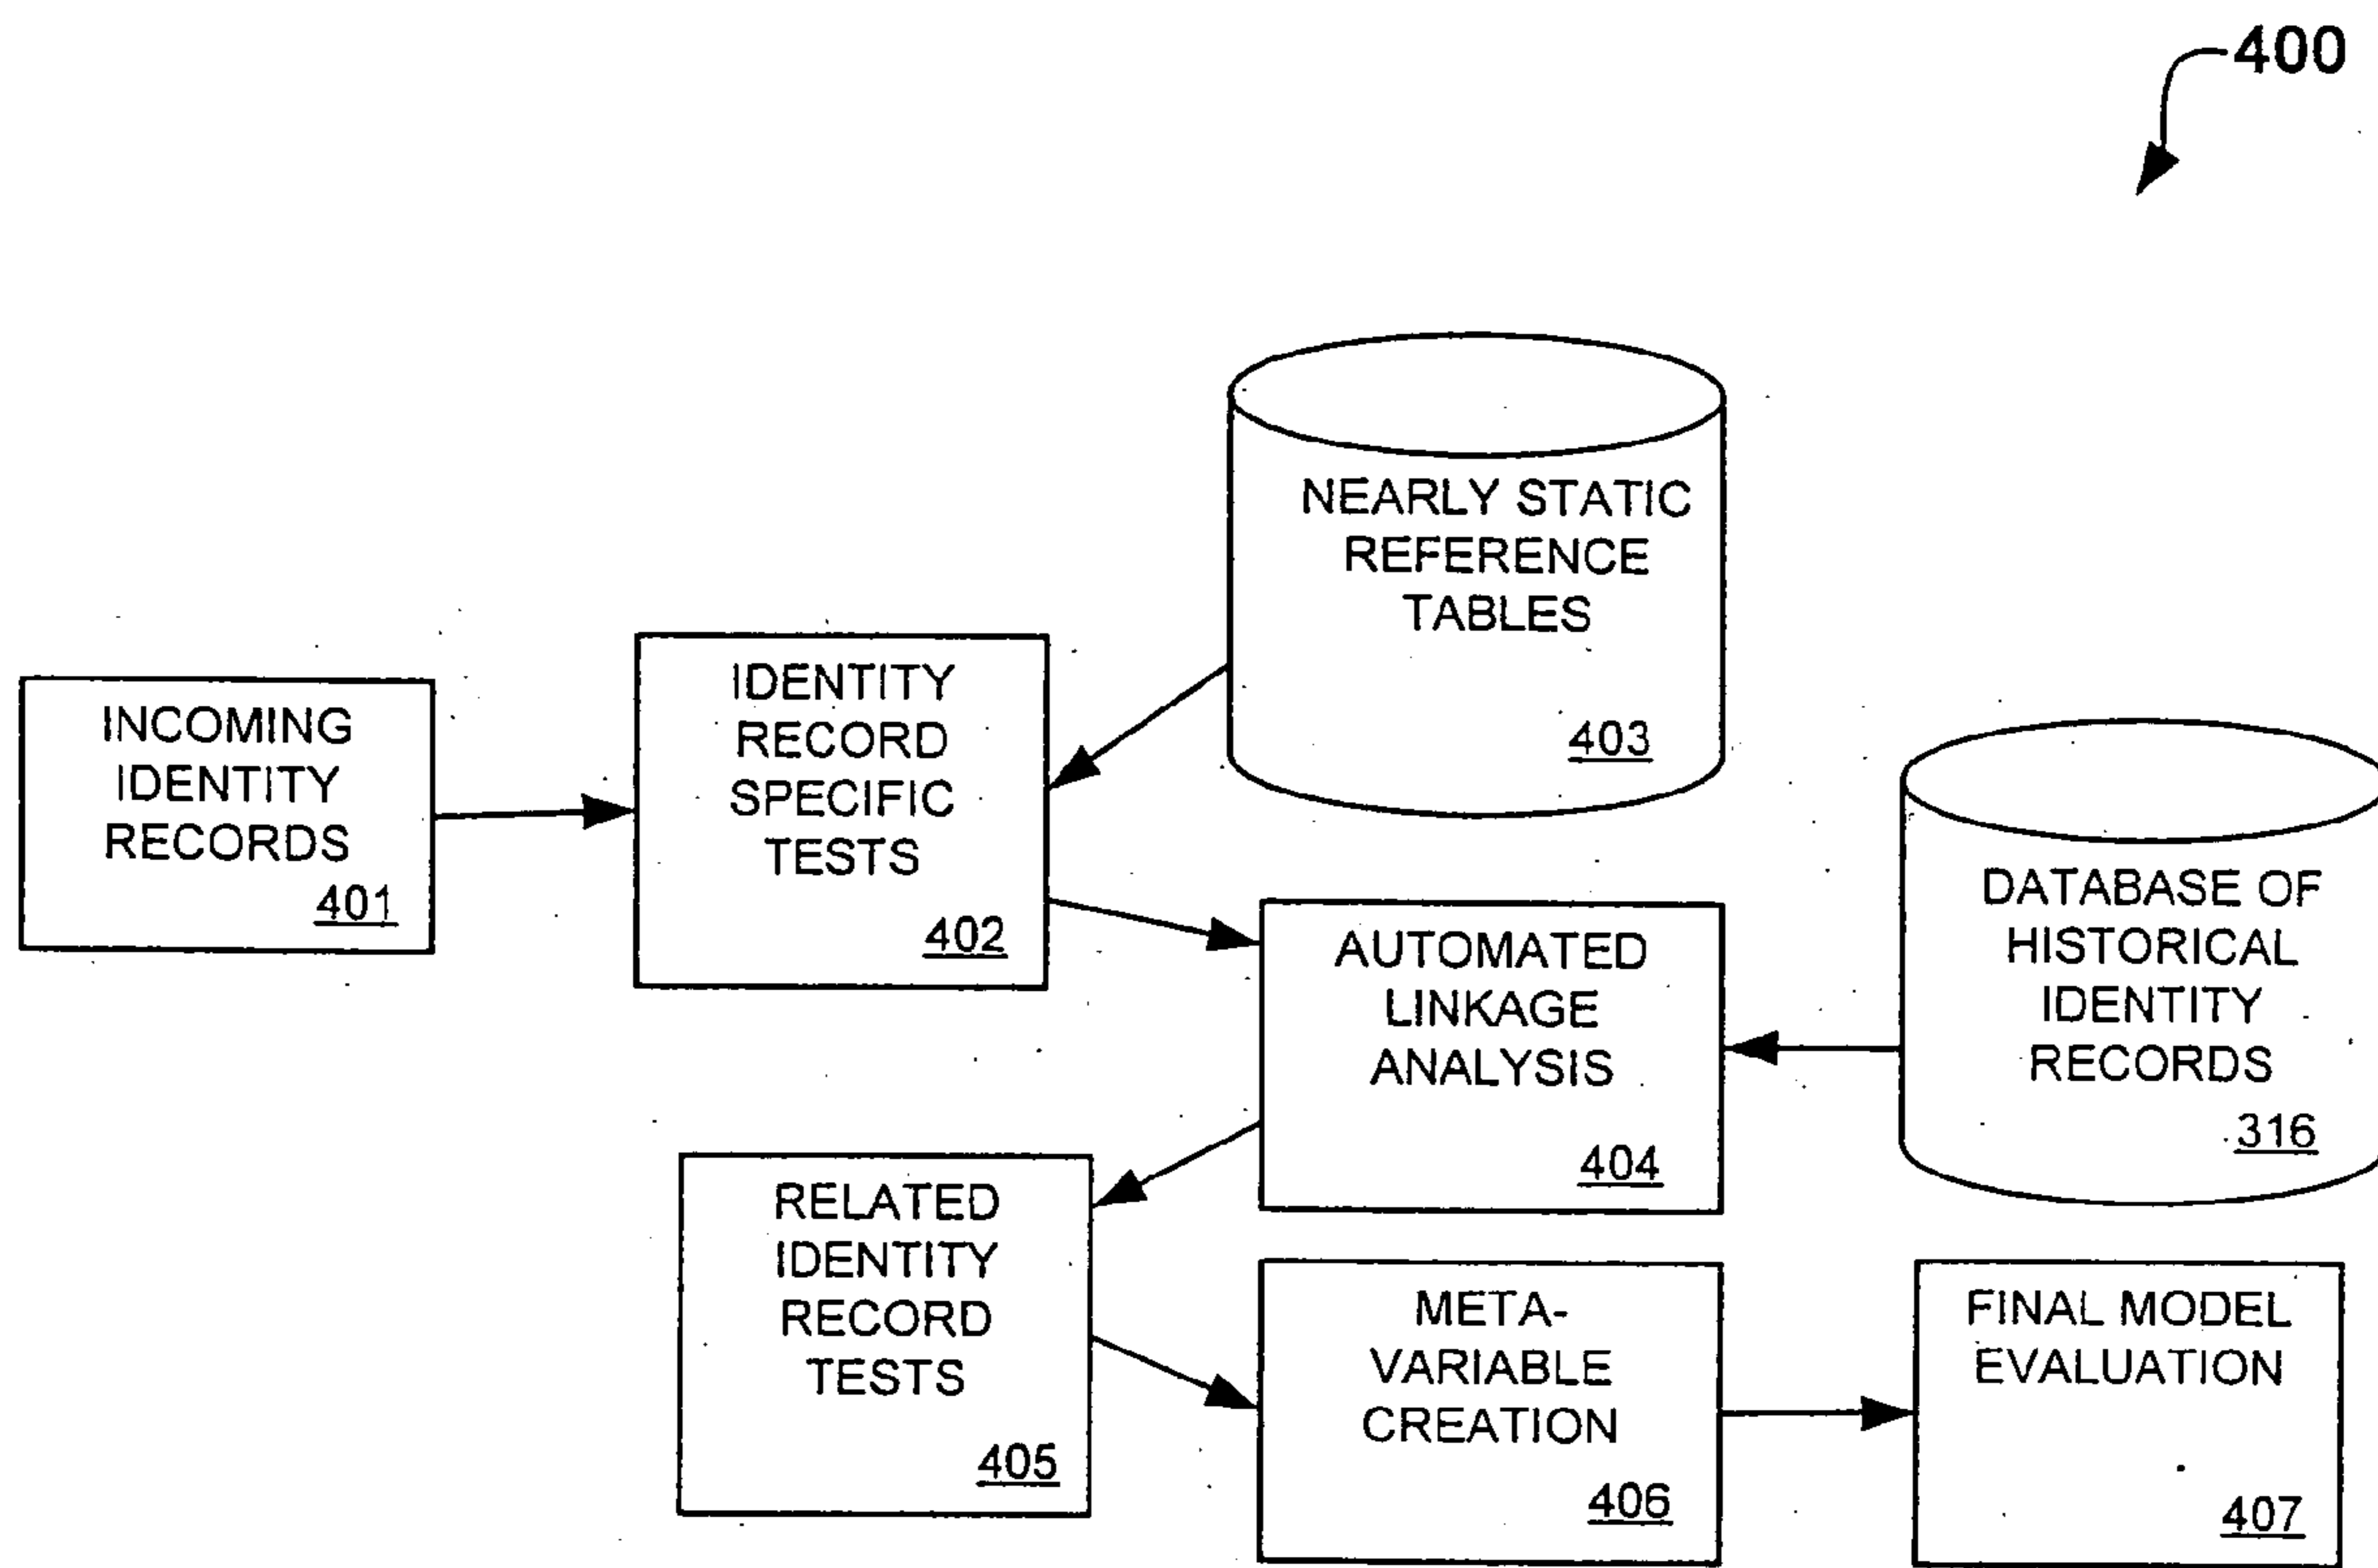 400
NEARLY STATIC
REFERENCE
TABLES
403
INCOMING
IDENTITY
RECORDS
401
IDENTITY
RECORD
SPECIFIC
TESTS
402
AUTOMATED
LINKAGE
ANALYSIS
404
DATABASE OF
HISTORICAL
IDENTITY
RECORDS
316
RELATED
IDENTITY
RECORD
TESTS
405
META-
VARIABLE
CREATION
406
FINAL MODEL
EVALUATION
407